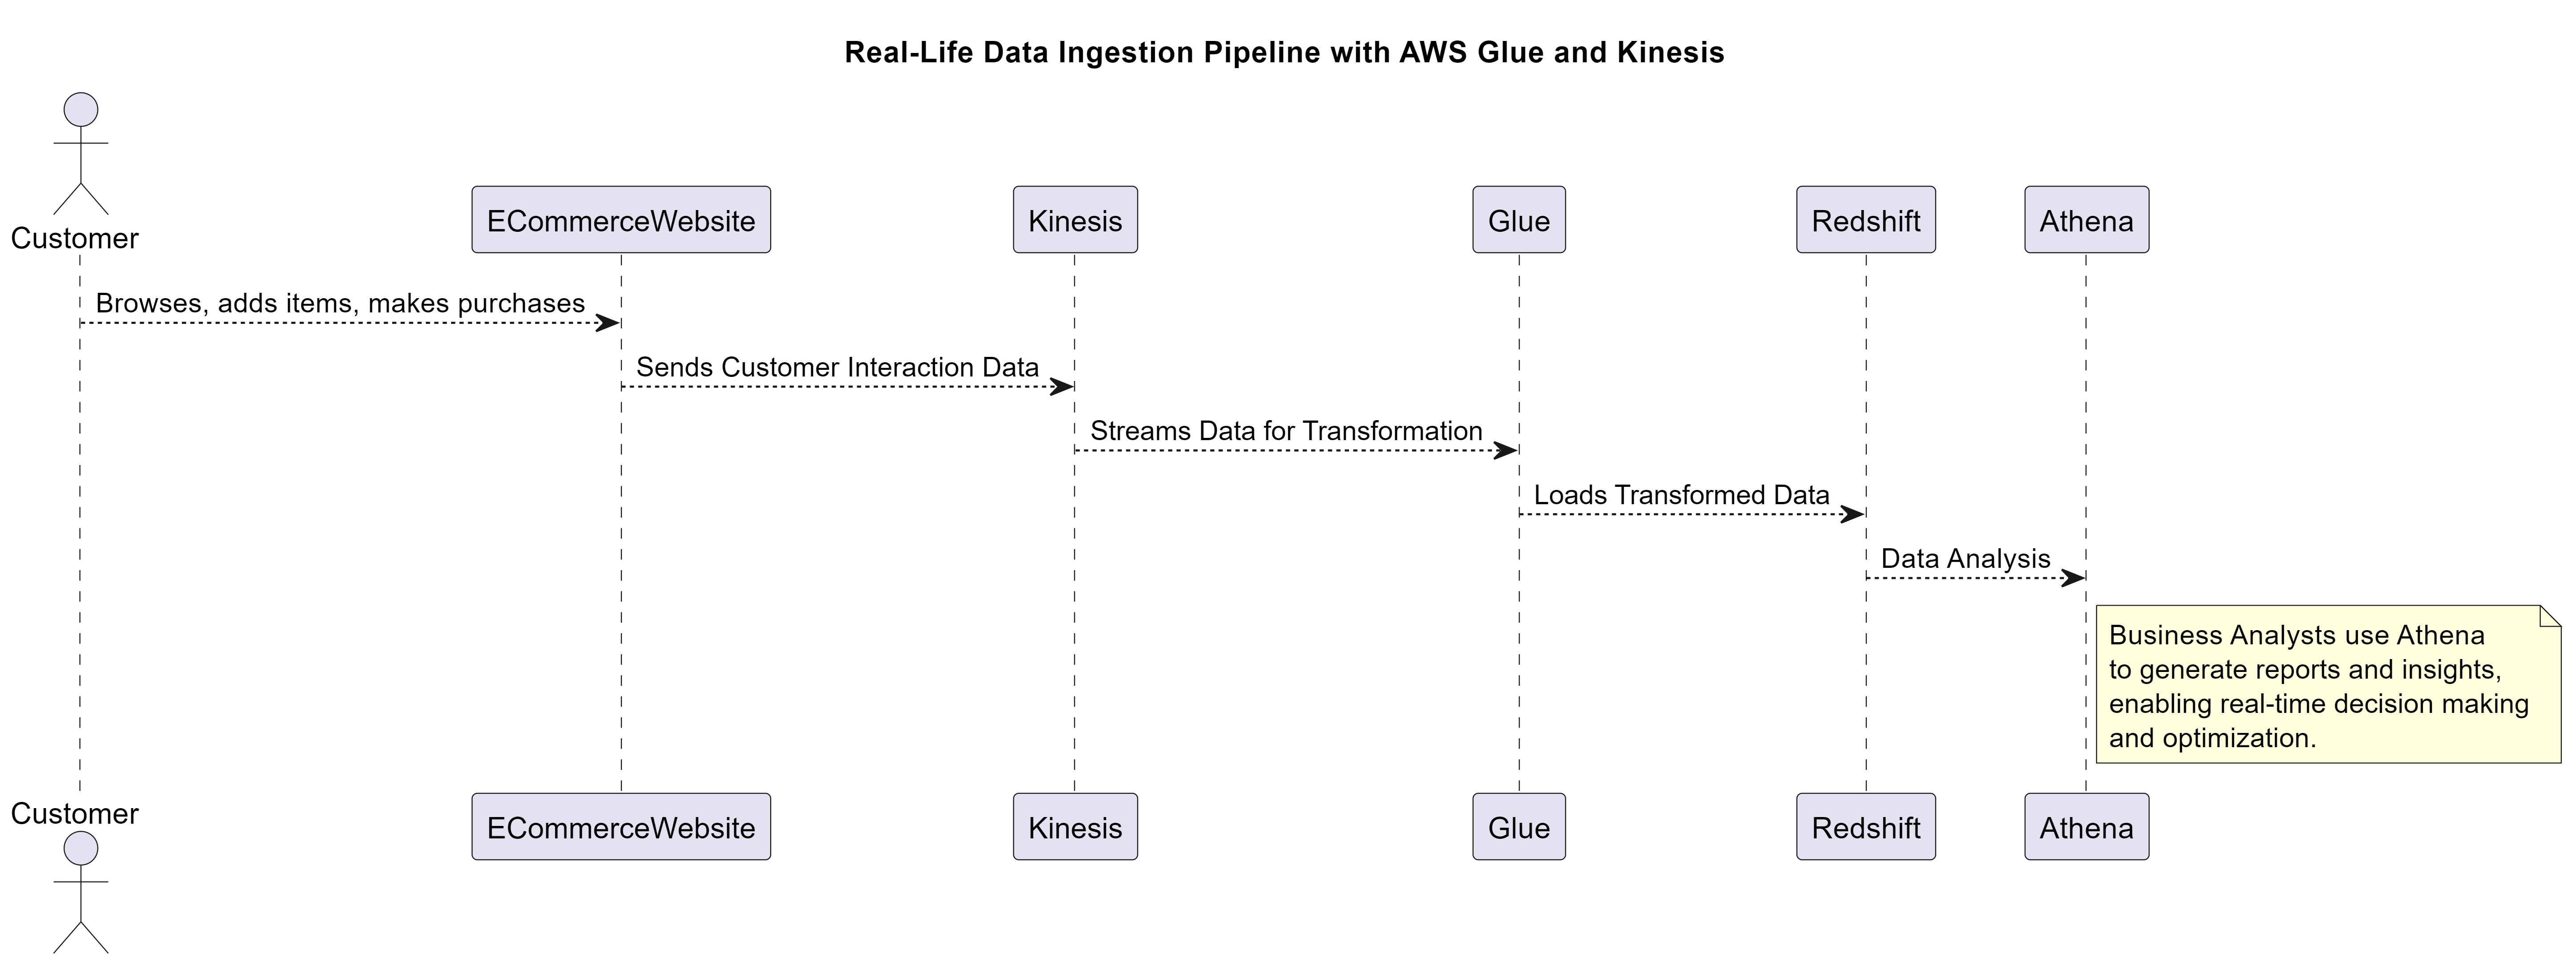 Real-Life Data Ingestion Pipeline with AWS Glue and Kinesis
Customer
ECommerceWebsite
Kinesis
Glue
Redshift
Athena
Browses, adds items, makes purchases
Sends Customer Interaction Data
Streams Data for Transformation
Loads Transformed Data
Data Analysis
Business Analysts use Athena
to generate reports and insights,
enabling real-time decision making
and optimization.
Customer
ECommerceWebsite
Kinesis
Glue
Redshift
Athena